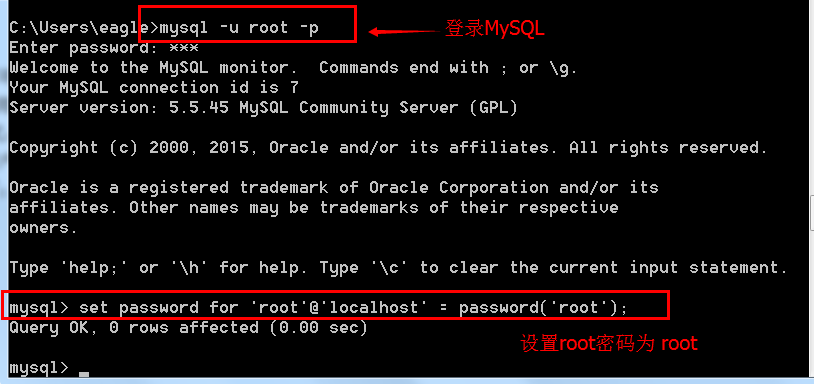 C:\Users\eagle>mysql -u root -p
登录MySQL
Enter password: ***
Welcome to the MySQL monitor.  Commands end with ; or \g.
Your MySQL connection id is 7
Server version: 5.5.45 MySQL Community Server (GPL)
Copyright (c) 2000, 2015, Oracle and/or its affiliates. All rights reserved.
Oracle is a registered trademark of Oracle Corporation and/or its
affiliates. Other names may be trademarks of their respective
owners.
Type 'help;' or '\h' for help. Type '\c' to clear the current input statement.
mysql> set password for 'root'@'localhost' = password('root');
Query OK, 0 rows affected (0.00 sec)
设置root密码为 root
mysql> _